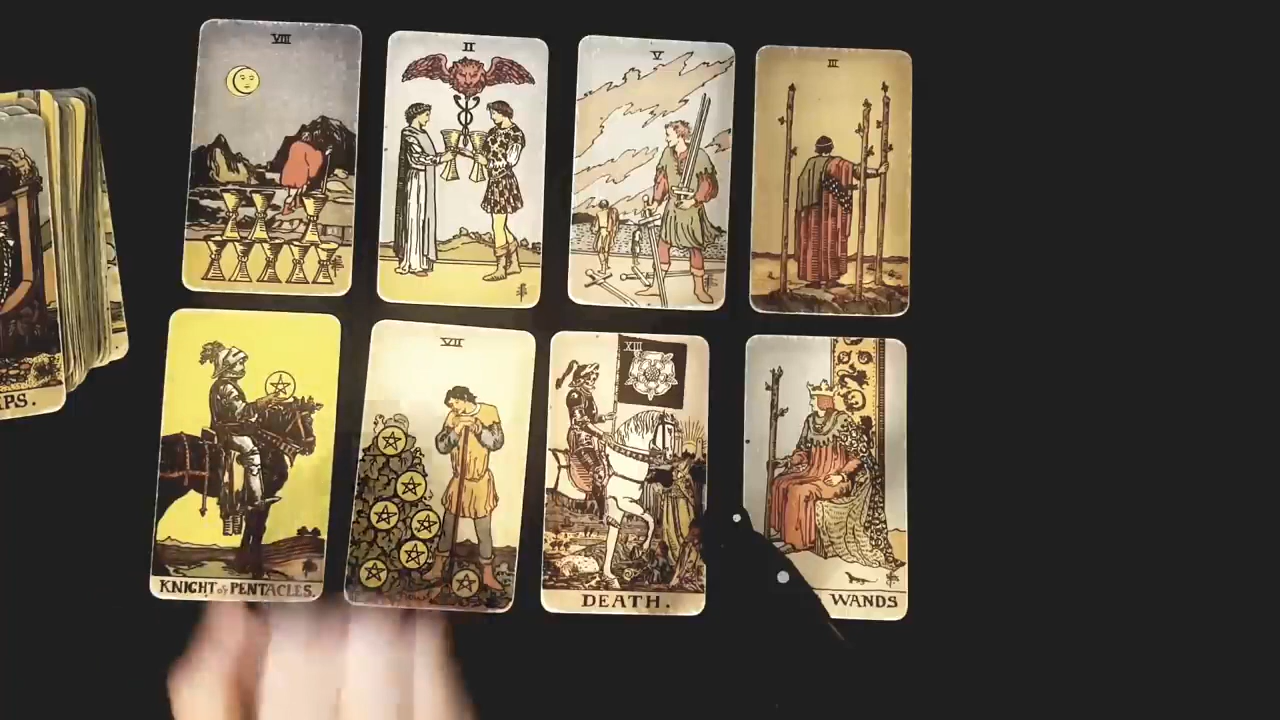 VIII
II
V
III
KNIGHT of PENTACLES.
VII
XIII
DEATH.
WANDS
PS.